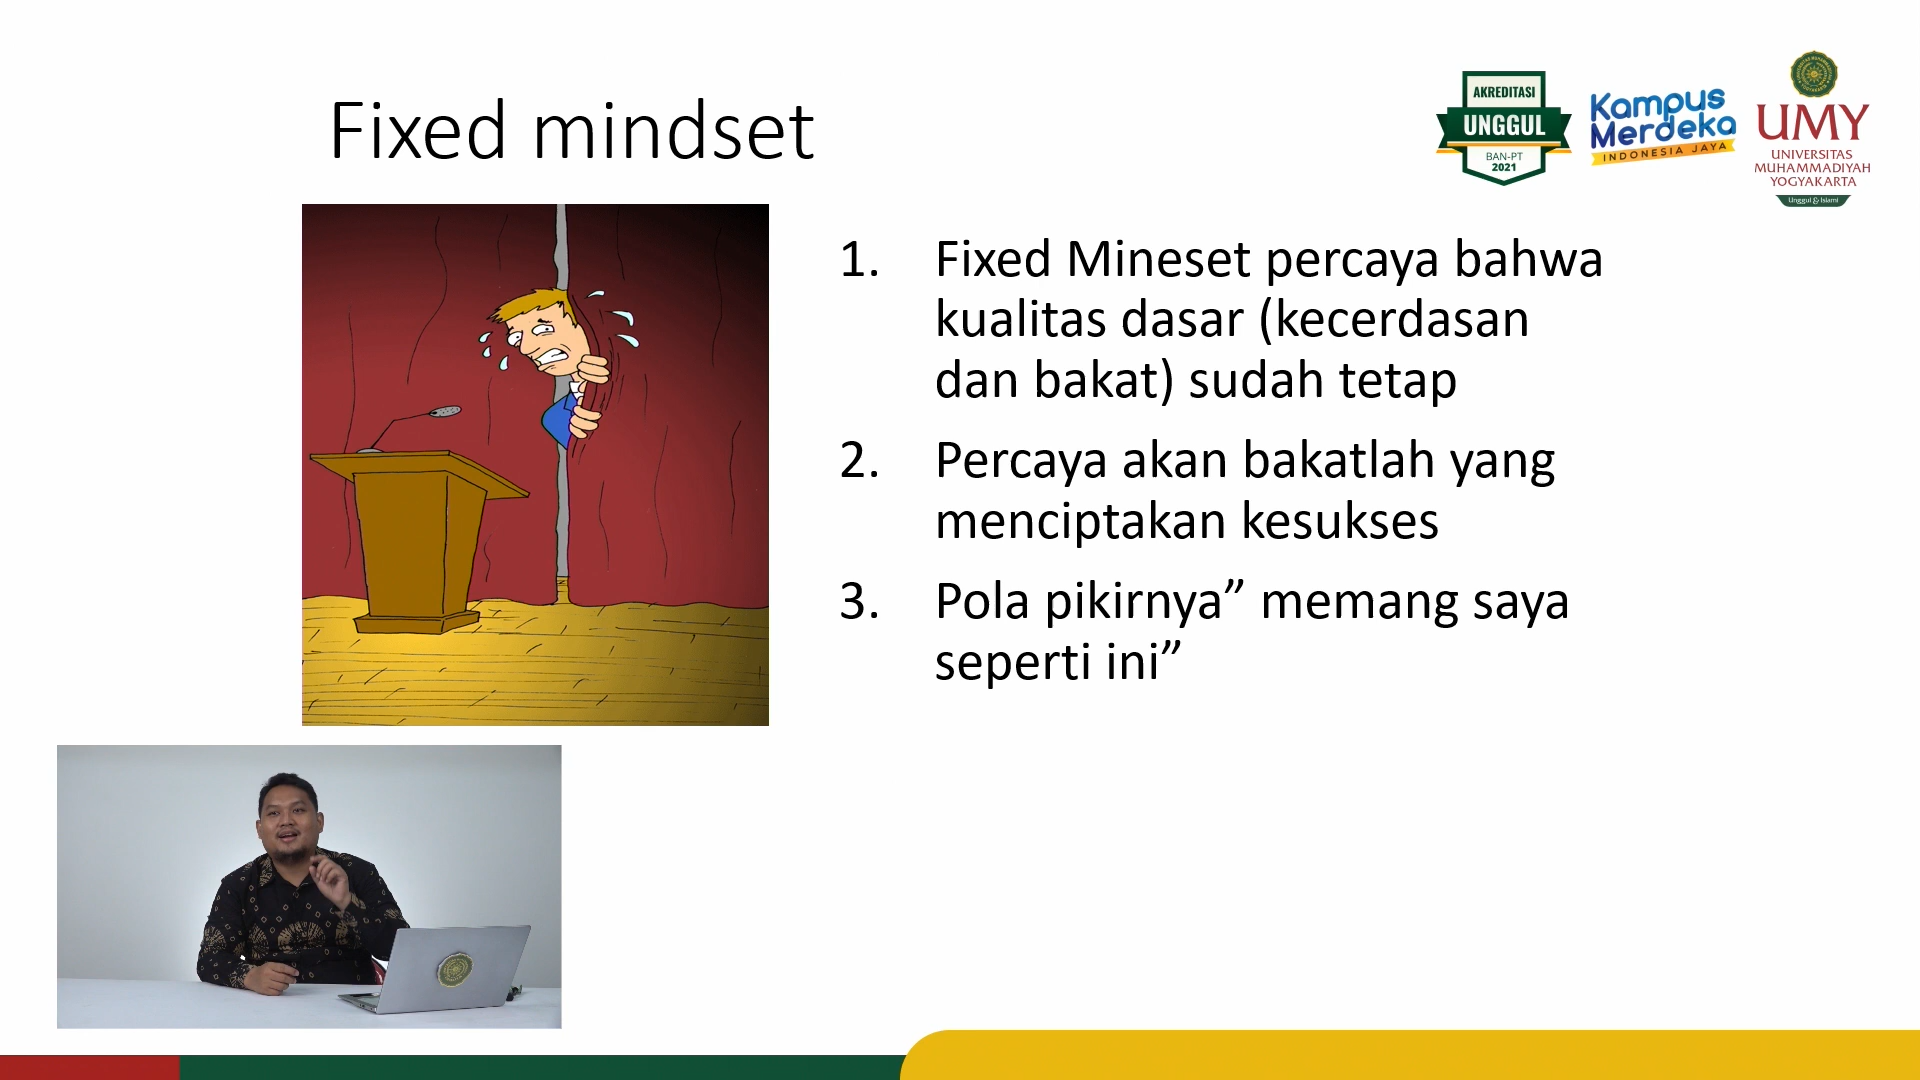 Fixed mindset
AKREDITASI
UNGGUL
BAN-PT
2021
Kampus
Merdeka
INDONESIA JAYA
UMY
UNIVERSITAS
MUHAMMADIYAH
YOGYAKARTA
Unggul & Islami
1. Fixed Mineset percaya bahwa
kualitas dasar (kecerdasan
dan bakat) sudah tetap
2. Percaya akan bakatlah yang
menciptakan kesukses
3. Pola pikirnya” memang saya
seperti ini”